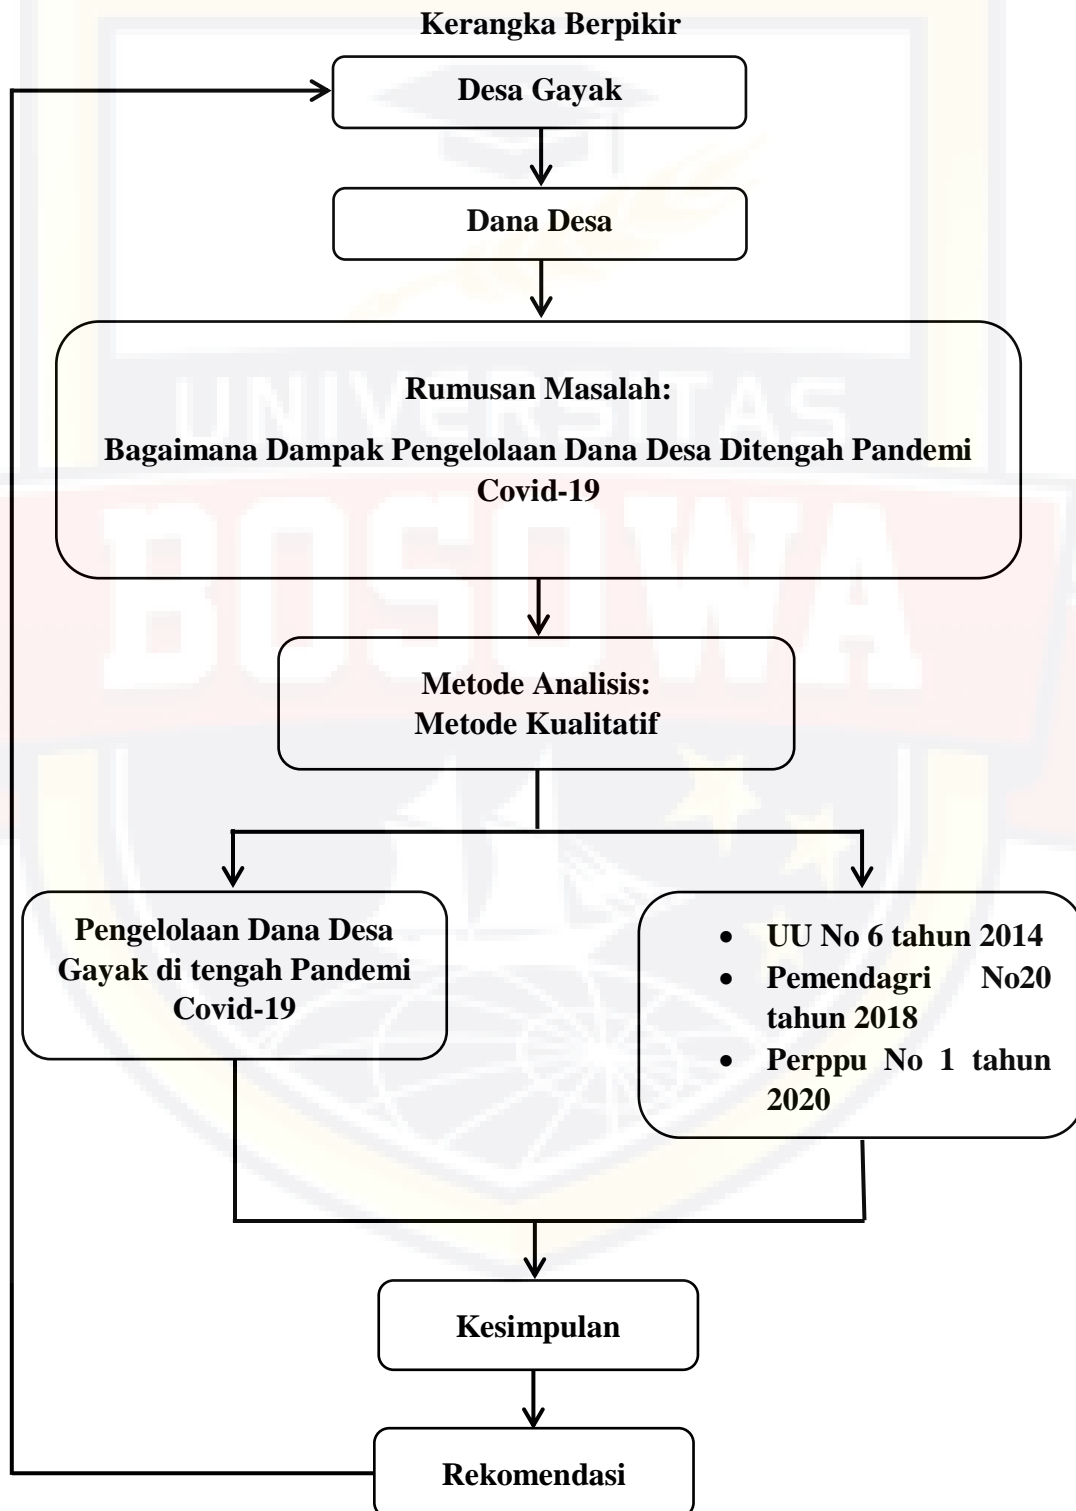 Kerangka Berpikir
Desa Gayak
Dana Desa
Rumusan Masalah:
Bagaimana Dampak Pengelolaan Dana Desa Ditengah Pandemi
Covid-19
UNIVERSITAS
BOSOWA
Metode Analisis:
Metode Kualitatif
Pengelolaan Dana Desa
Gayak di tengah Pandemi
Covid-19
• UU No 6 tahun 2014
• Pemendagri No20
tahun 2018
• Perppu No 1 tahun
2020
Kesimpulan
Rekomendasi